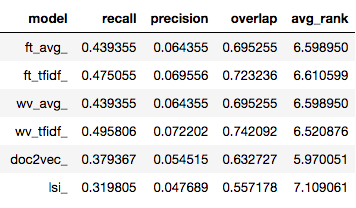 model recall precision overlap avg_rank
ft_avg_ 0.439355 0.064355 0.695255 6.598950
ft_tfidf_ 0.475055 0.069556 0.723236 6.610599
wv_avg_ 0.439355 0.064355 0.695255 6.598950
wv_tfidf_ 0.495806 0.072202 0.742092 6.520876
doc2vec_ 0.379367 0.054515 0.632727 5.970051
lsi_ 0.319805 0.047689 0.557178 7.109061